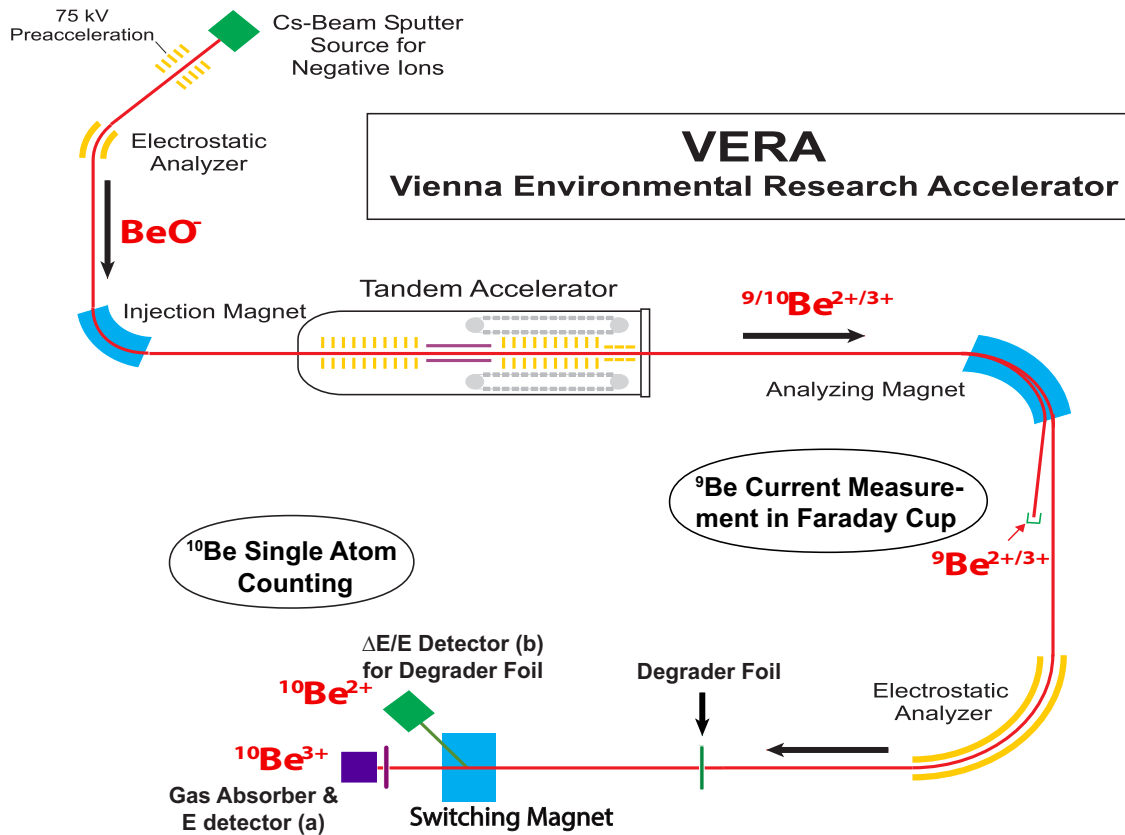 75 kV
Preacceleration
Cs-Beam Sputter
Source for
Negative Ions
Electrostatic
Analyzer
VERA
Vienna Environmental Research Accelerator
BeO⁻
Injection Magnet
Tandem Accelerator
⁹/¹⁰Be²⁺/³⁺
Analyzing Magnet
⁹Be Current Measure-
ment in Faraday Cup
⁹Be²⁺/³⁺
¹⁰Be Single Atom
Counting
ΔE/E Detector (b)
for Degrader Foil
Degrader Foil
Electrostatic
Analyzer
¹⁰Be²⁺
¹⁰Be³⁺
Gas Absorber &
E detector (a)
Switching Magnet